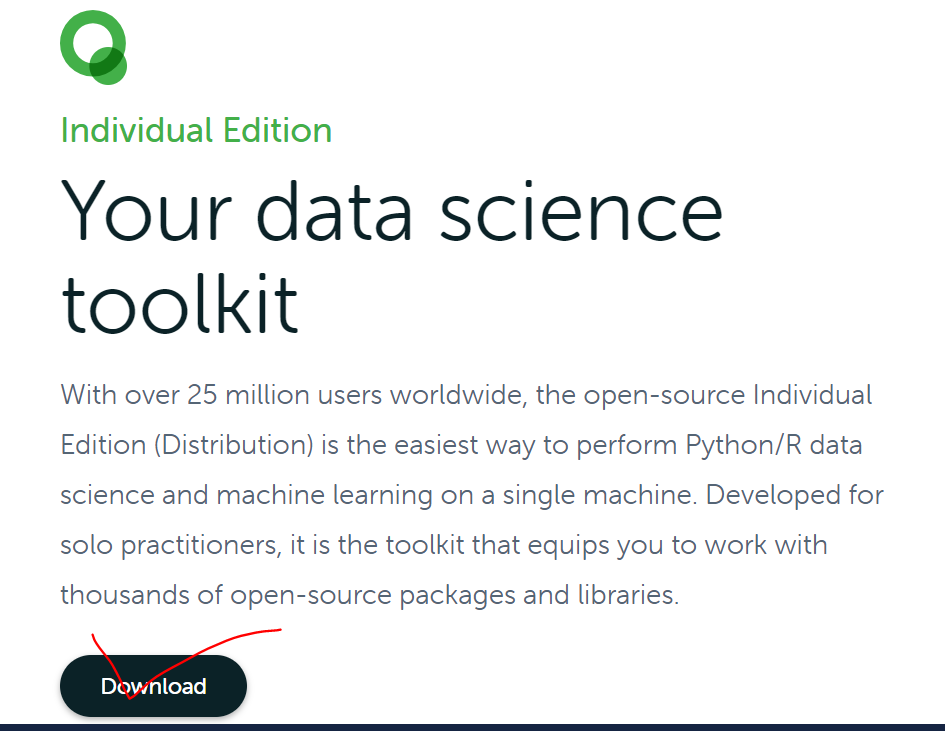 Individual Edition
Your data science
toolkit
With over 25 million users worldwide, the open-source Individual
Edition (Distribution) is the easiest way to perform Python/R data
science and machine learning on a single machine. Developed for
solo practitioners, it is the toolkit that equips you to work with
thousands of open-source packages and libraries.
Download